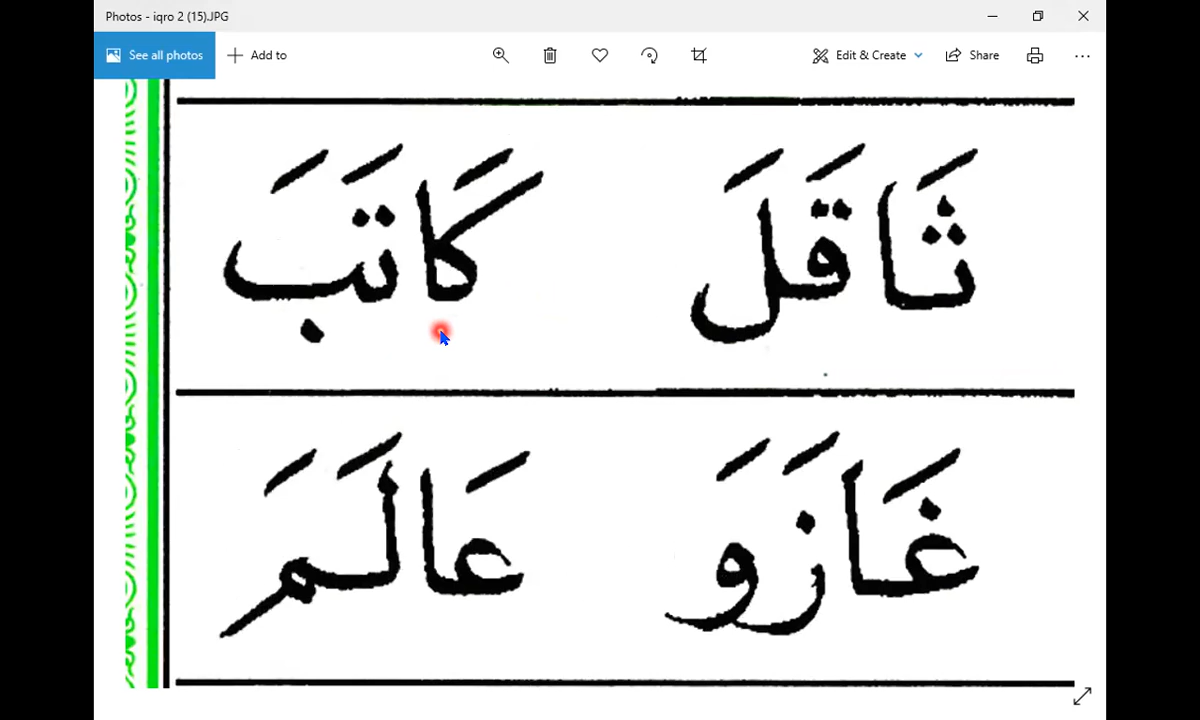 Photos - iqro 2 (15).JPG
See all photos Add to Edit & Create Share
ثَاقَلَ كَاتَبَ
غَازَوَ عَالَمَ